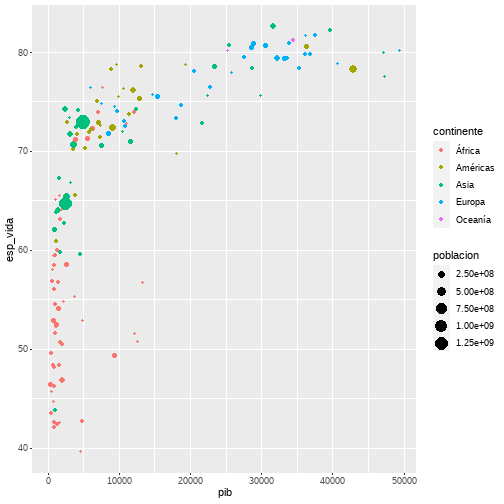 80
70
60
50
40
esp_vida
0
10000
20000
30000
40000
50000
pib
continente
África
Américas
Asia
Europa
Oceanía
poblacion
2.50e+08
5.00e+08
7.50e+08
1.00e+09
1.25e+09